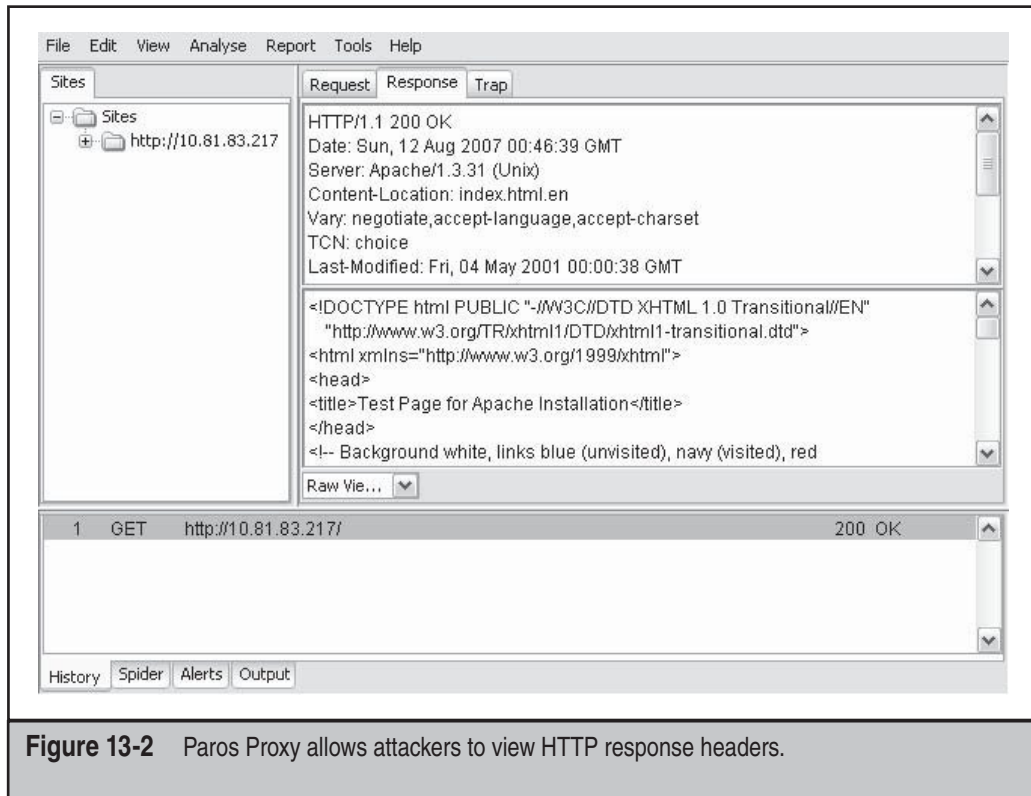 File Edit View Analyse Report Tools Help
Sites
Sites
http://10.81.83.217
Request Response Trap
HTTP/1.1 200 OK
Date: Sun, 12 Aug 2007 00:46:39 GMT
Server: Apache/1.3.31 (Unix)
Content-Location: index.html.en
Vary: negotiate,accept-language,accept-charset
TCN: choice
Last-Modified: Fri, 04 May 2001 00:00:38 GMT
<!DOCTYPE html PUBLIC "-//W3C//DTD XHTML 1.0 Transitional//EN"
"http://www.w3.org/TR/xhtml1/DTD/xhtml1-transitional.dtd">
<html xmlns="http://www.w3.org/1999/xhtml">
<head>
<title>Test Page for Apache Installation</title>
</head>
<!-- Background white, links blue (unvisited), navy (visited), red
Raw Vie...
1 GET http://10.81.83.217/ 200 OK
History Spider Alerts Output
Figure 13-2 Paros Proxy allows attackers to view HTTP response headers.